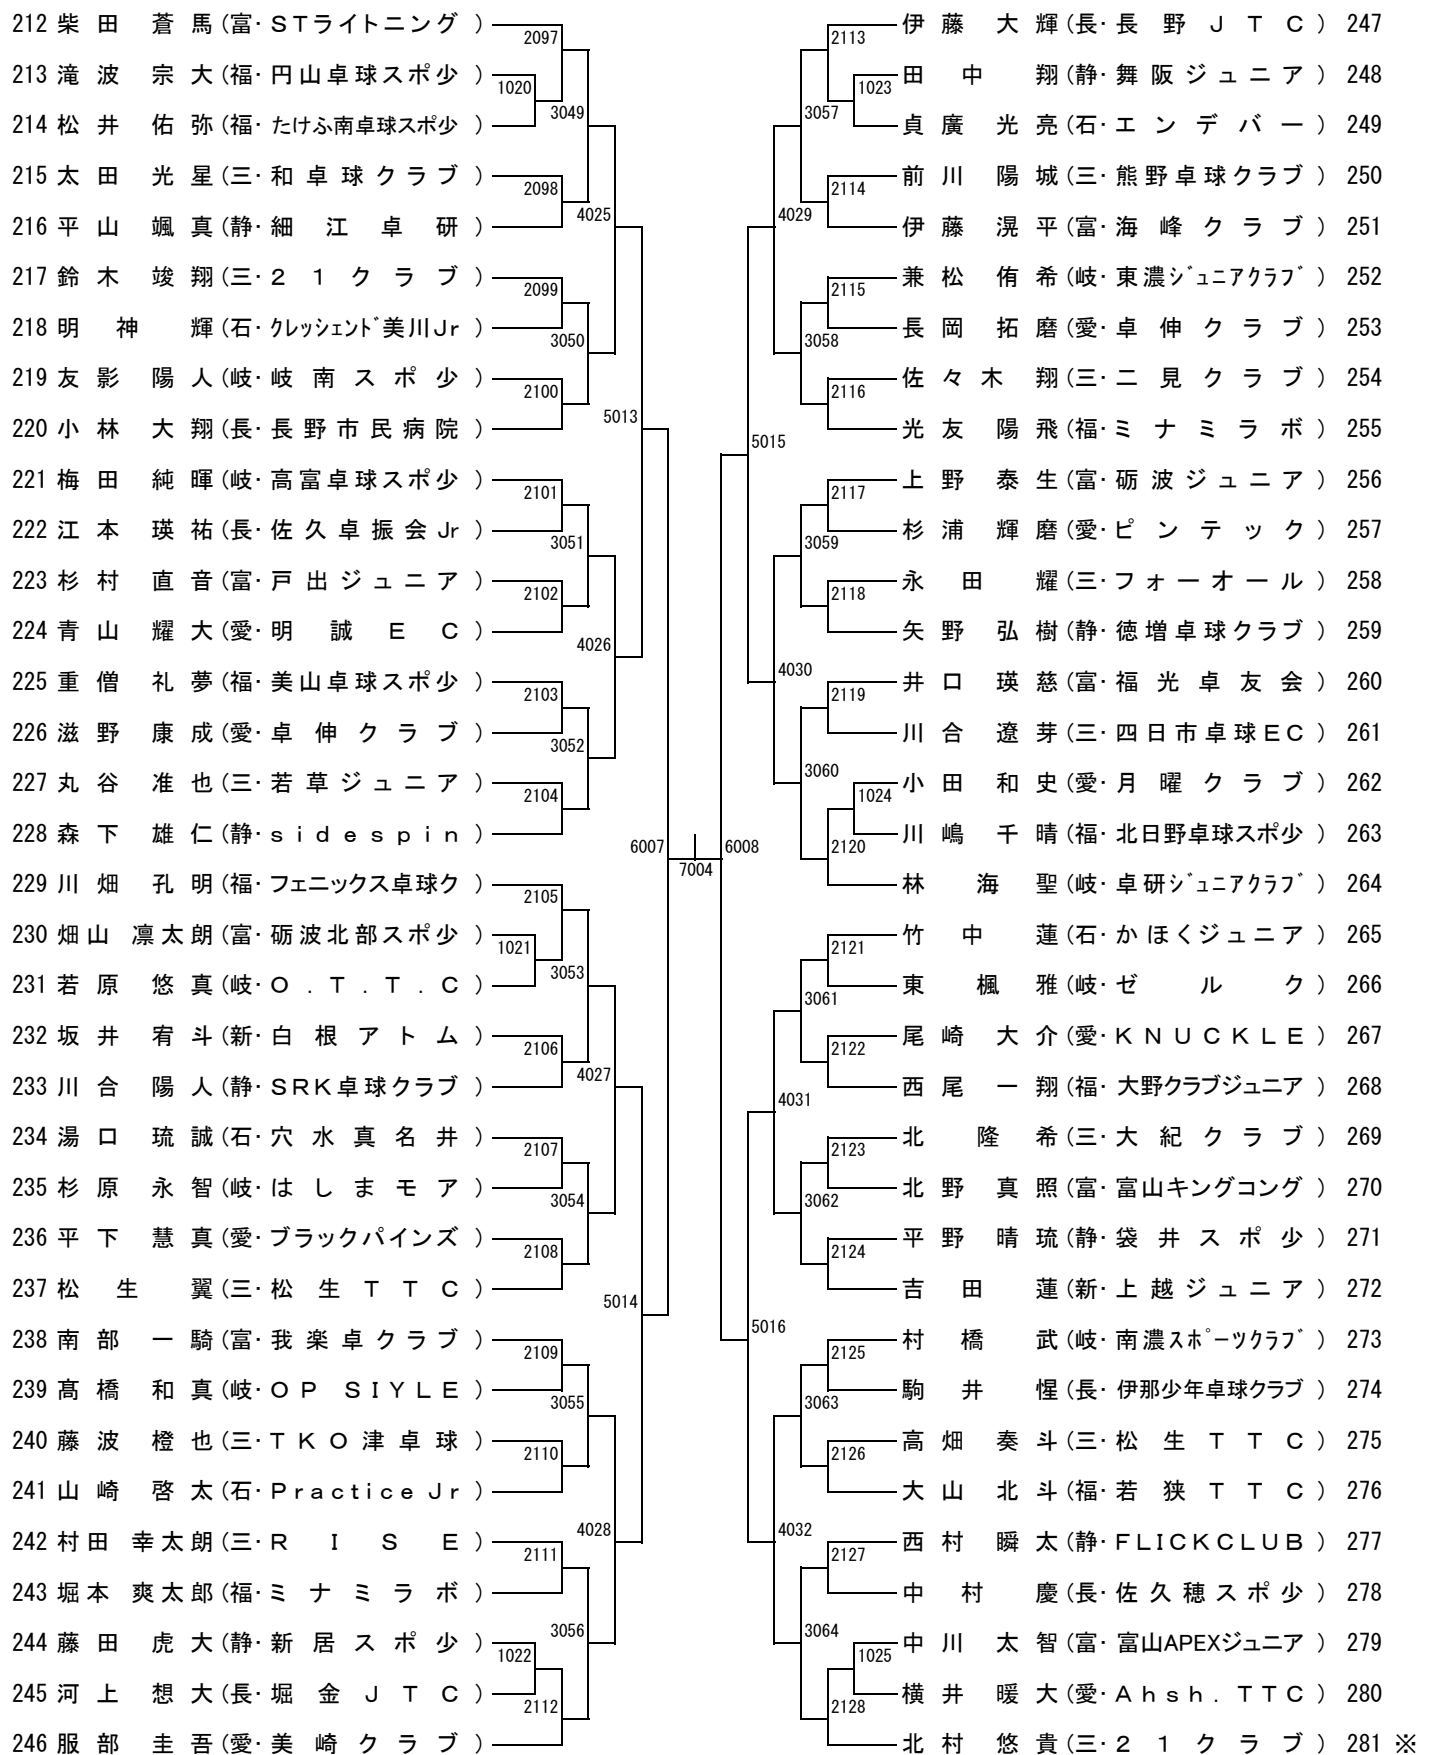 212 柴田 蒼馬 (富・STライトニング)
213 滝波 宗大 (福・円山卓球スポ少)
214 松井 佑弥 (福・たけふ南卓球スポ少)
215 太田 光星 (三・和卓球クラブ)
216 平山 颯真 (静・細江卓研)
217 鈴木 竣翔 (三・21クラブ)
218 明神 輝 (石・クレッシェンド美川Jr)
219 友影 陽人 (岐・岐南スポ少)
220 小林 大翔 (長・長野市民病院)
221 梅田 純暉 (岐・高富卓球スポ少)
222 江本 瑛祐 (長・佐久卓振会Jr)
223 杉村 直音 (富・戸出ジュニア)
224 青山 耀大 (愛・明誠EC)
225 重僧 礼夢 (福・美山卓球スポ少)
226 滋野 康成 (愛・卓伸クラブ)
227 丸谷 准也 (三・若草ジュニア)
228 森下 雄仁 (静・sidespin)
229 川畑 孔明 (福・フェニックス卓球ク)
230 畑山 凛太朗 (富・砺波北部スポ少)
231 若原 悠真 (岐・O.T.T.C)
232 坂井 宥斗 (新・白根アトム)
233 川合 陽人 (静・SRK卓球クラブ)
234 湯口 琉誠 (石・穴水真名井)
235 杉原 永智 (岐・はしまモア)
236 平下 慧真 (愛・ブラックパインズ)
237 松生 翼 (三・松生TTC)
238 南部 一騎 (富・我楽卓クラブ)
239 髙橋 和真 (岐・OP SIYLE)
240 藤波 橙也 (三・TKO津卓球)
241 山崎 啓太 (石・Practice Jr)
242 村田 幸太朗 (三・RISE)
243 堀本 爽太郎 (福・ミナミラボ)
244 藤田 虎大 (静・新居スポ少)
245 河上 想大 (長・堀金JTC)
246 服部 圭吾 (愛・美崎クラブ)
2097
1020
3049
2098
4025
2099
3050
2100
5013
2101
3051
2102
4026
2103
3052
2104
6007
2105
1021
3053
2106
4027
2107
3054
2108
5014
2109
3055
2110
4028
2111
3056
1022
2112
7004
6008
2113
1023
3057
2114
4029
2115
3058
2116
5015
2117
3059
2118
4030
2119
3060
1024
2120
2121
3061
2122
4031
2123
3062
2124
5016
2125
3063
2126
4032
2127
3064
1025
2128
伊藤 大輝 (長・長野JTC) 247
田中 翔 (静・舞阪ジュニア) 248
貞廣 光亮 (石・エンデバー) 249
前川 陽城 (三・熊野卓球クラブ) 250
伊藤 滉平 (富・海峰クラブ) 251
兼松 侑希 (岐・東濃ジュニアクラブ) 252
長岡 拓磨 (愛・卓伸クラブ) 253
佐々木 翔 (三・二見クラブ) 254
光友 陽飛 (福・ミナミラボ) 255
上野 泰生 (富・砺波ジュニア) 256
杉浦 輝磨 (愛・ピンテック) 257
永田 耀 (三・フォーオール) 258
矢野 弘樹 (静・徳増卓球クラブ) 259
井口 瑛慈 (富・福光卓友会) 260
川合 遼芽 (三・四日市卓球EC) 261
小田 和史 (愛・月曜クラブ) 262
川嶋 千晴 (福・北日野卓球スポ少) 263
林 海聖 (岐・卓研ジュニアクラブ) 264
竹中 蓮 (石・かほくジュニア) 265
東 楓雅 (岐・ゼルク) 266
尾崎 大介 (愛・KNUCKLE) 267
西尾 一翔 (福・大野クラブジュニア) 268
北 隆希 (三・大紀クラブ) 269
北野 真照 (富・富山キングコング) 270
平野 晴琉 (静・袋井スポ少) 271
吉田 蓮 (新・上越ジュニア) 272
村橋 武 (岐・南濃スポーツクラブ) 273
駒井 惺 (長・伊那少年卓球クラブ) 274
高畑 奏斗 (三・松生TTC) 275
大山 北斗 (福・若狭TTC) 276
西村 瞬太 (静・FLICKCLUB) 277
中村 慶 (長・佐久穂スポ少) 278
中川 太智 (富・富山APEXジュニア) 279
横井 暖大 (愛・Ahsh.TTC) 280
北村 悠貴 (三・21クラブ) 281 ※